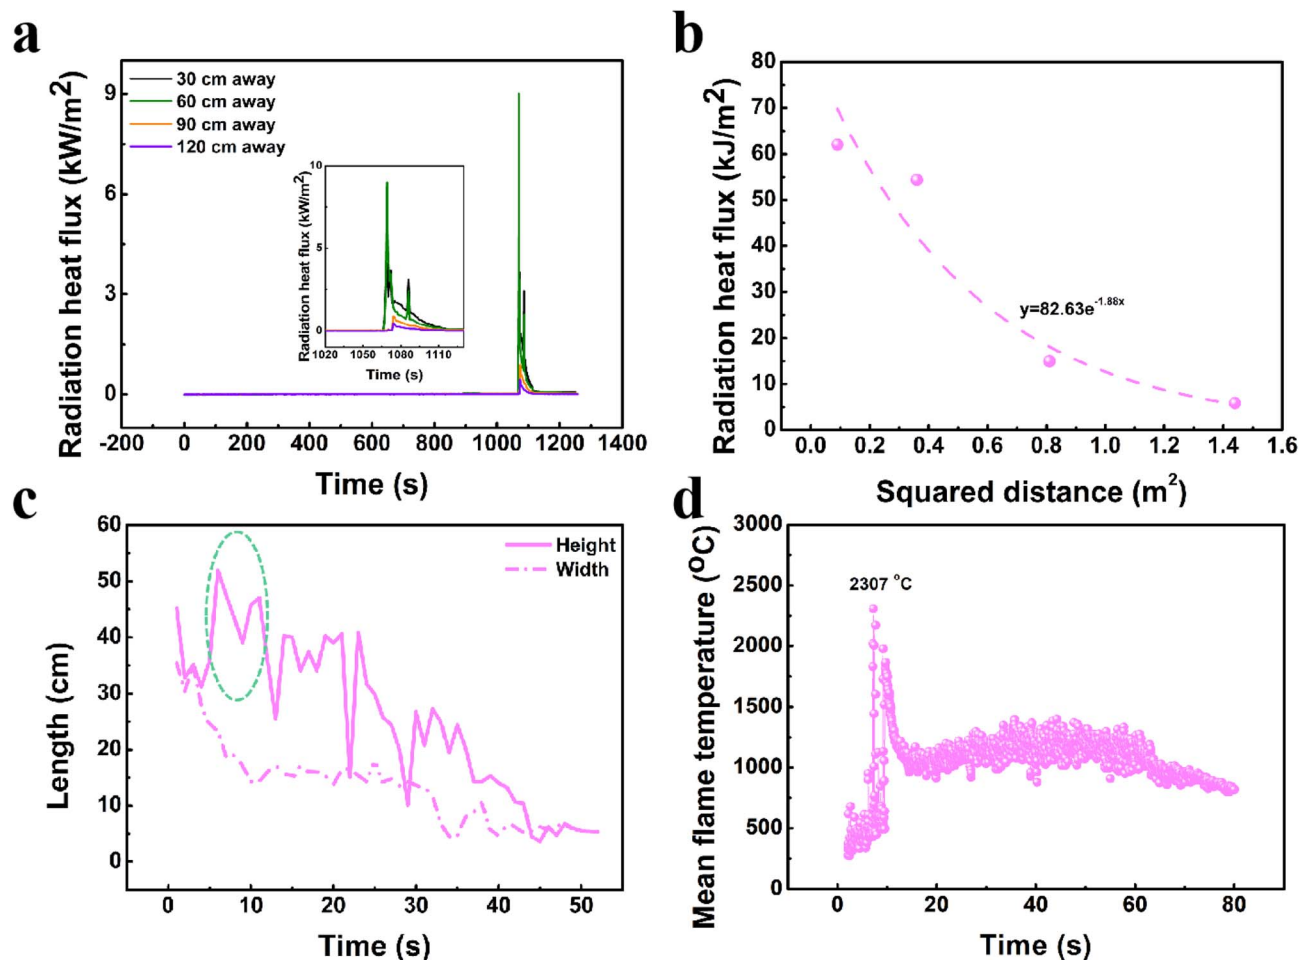 a
Radiation heat flux (kW/m²)
9
6
3
0
30 cm away
60 cm away
90 cm away
120 cm away
Radiation heat flux (kW/m²)
10
5
0
1020 1050 1080 1110
Time (s)
-200 0 200 400 600 800 1000 1200 1400
Time (s)
b
Radiation heat flux (kJ/m²)
80
70
60
50
40
30
20
10
0
y=82.63e⁻¹·⁸⁸ˣ
0.0 0.2 0.4 0.6 0.8 1.0 1.2 1.4 1.6
Squared distance (m²)
c
Length (cm)
60
50
40
30
20
10
0
Height
Width
0 10 20 30 40 50
Time (s)
d
Mean flame temperature (°C)
3000
2500
2000
1500
1000
500
0
2307 °C
0 20 40 60 80
Time (s)